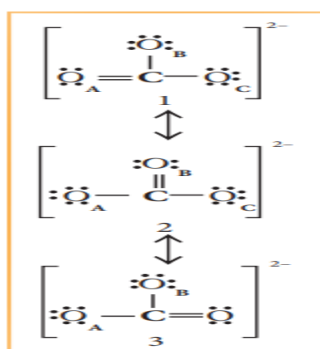 2−
O B
O A = C — O C
1
2−
O B
O A — C — O C
2
2−
O B
O A — C = O
3